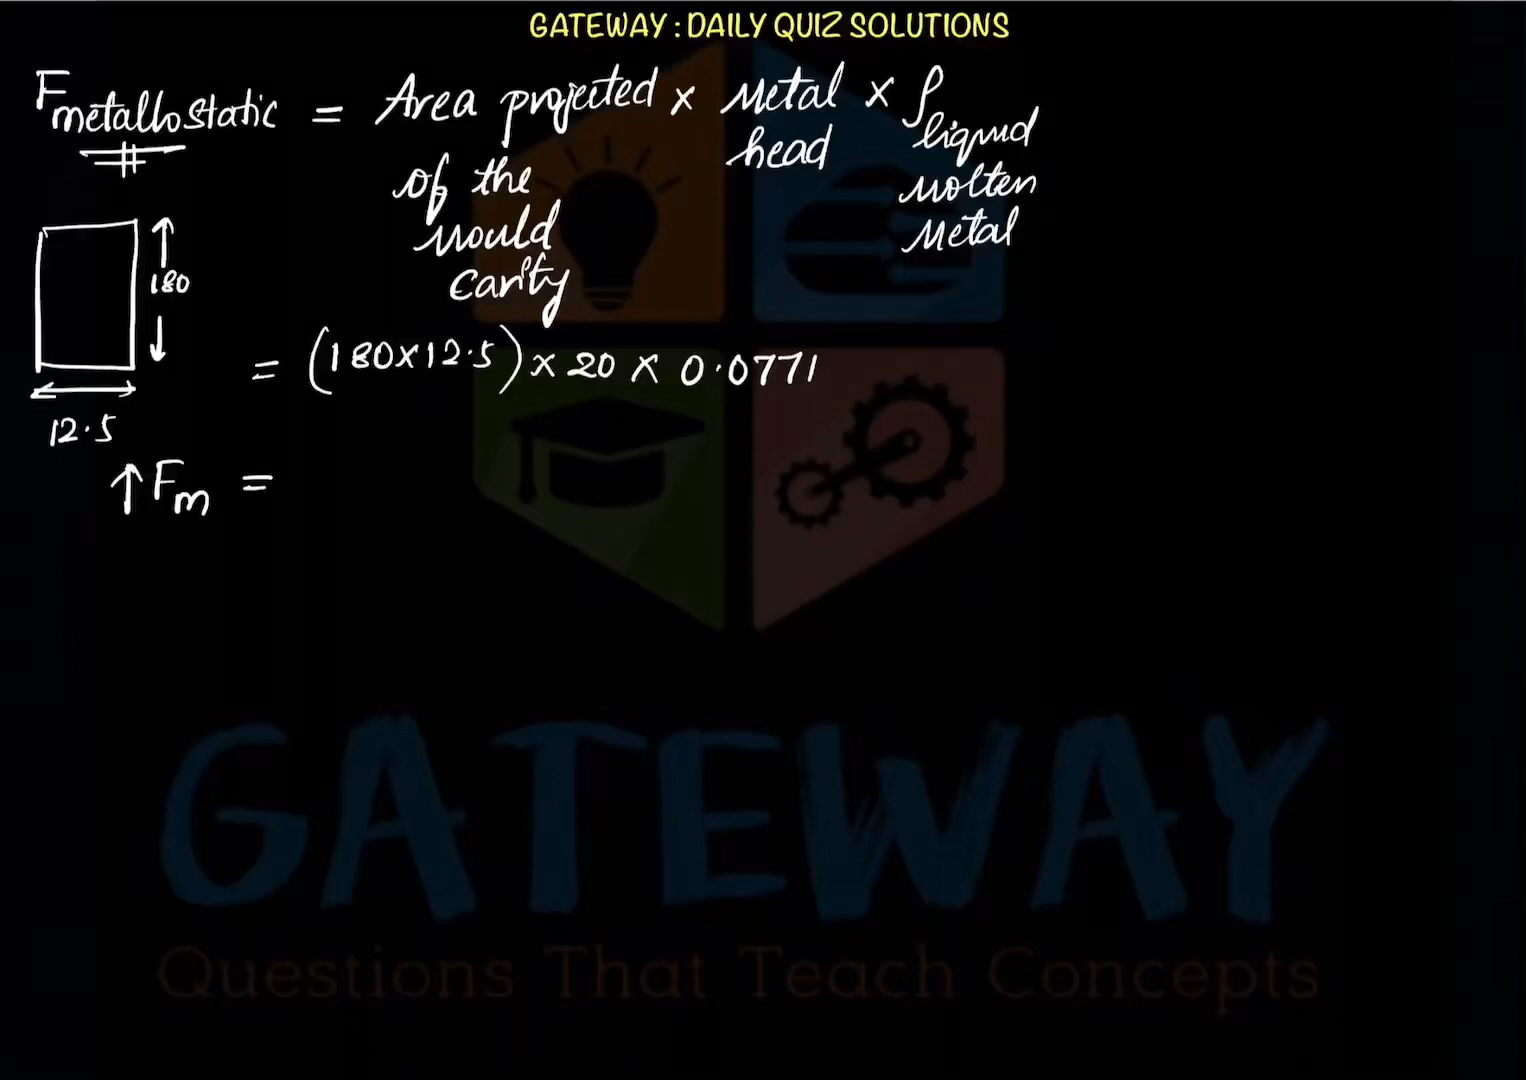 GATEWAY : DAILY QUIZ SOLUTIONS
F metallostatic = Area projected × Metal × ρ
of the head liquid
mould molten
cavity metal
180
= (180×12.5) × 20 × 0.0771
12.5
↑ Fm =
GATEWAY
Questions That Teach Concepts